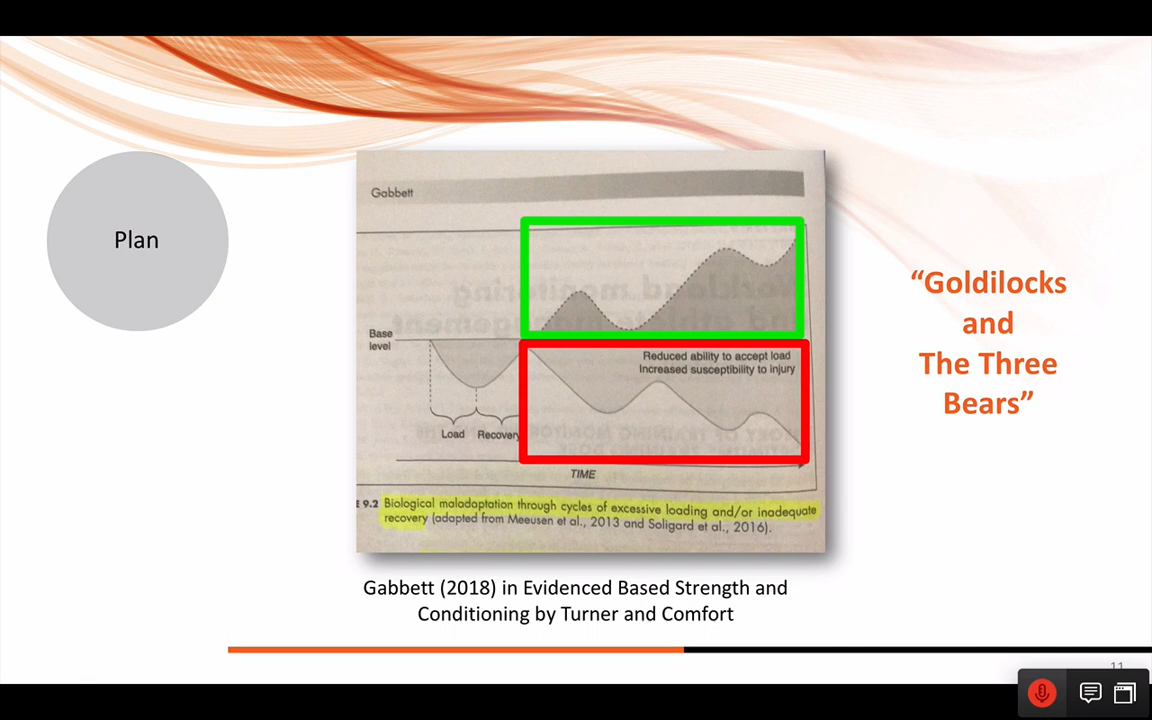 Plan
Gabbett
Base
level
Reduced ability to accept load
Increased susceptibility to injury
Load Recovery
TIME
E 9.2 Biological maladaptation through cycles of excessive loading and/or inadequate
recovery (adapted from Meeusen et al., 2013 and Soligard et al., 2016).
“Goldilocks
and
The Three
Bears”
Gabbett (2018) in Evidenced Based Strength and
Conditioning by Turner and Comfort
11